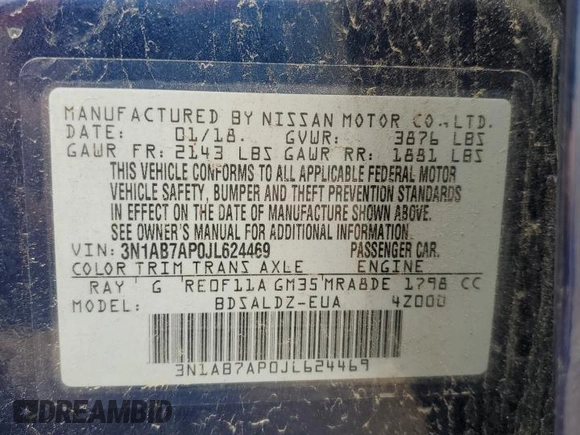 MANUFACTURED BY NISSAN MOTOR CO., LTD.
DATE: 01/18. GVWR: 3876 LBS
GAWR FR: 2143 LBS GAWR RR: 1881 LBS
THIS VEHICLE CONFORMS TO ALL APPLICABLE FEDERAL MOTOR
VEHICLE SAFETY, BUMPER AND THEFT PREVENTION STANDARDS
IN EFFECT ON THE DATE OF MANUFACTURE SHOWN ABOVE.
SEE OWNER'S MANUAL FOR ADDITIONAL INFORMATION.
VIN: 3N1AB7AP0JL624469 PASSENGER CAR.
COLOR TRIM TRANS AXLE ENGINE
RAY G RE0F11A GM35 MRA8DE 1798 CC
MODEL BDSALDZ-EUA 4Z000
3N1AB7AP0JL624469
DREAMBID